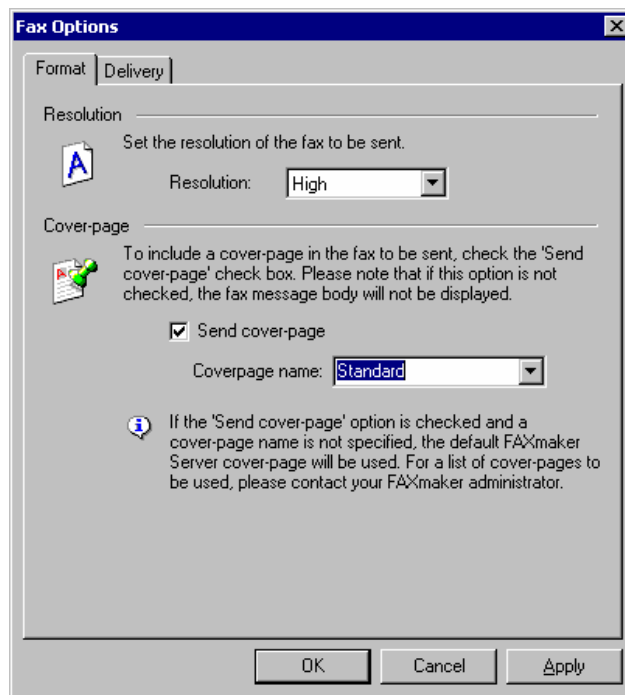 Fax Options
Format
Delivery
Resolution
Set the resolution of the fax to be sent.
Resolution: High
Cover-page
To include a cover-page in the fax to be sent, check the 'Send
cover-page' check box. Please note that if this option is not
checked, the fax message body will not be displayed.
Send cover-page
Coverpage name: Standard
If the 'Send cover-page' option is checked and a
cover-page name is not specified, the default FAXmaker
Server cover-page will be used. For a list of cover-pages to
be used, please contact your FAXmaker administrator.
OK Cancel Apply